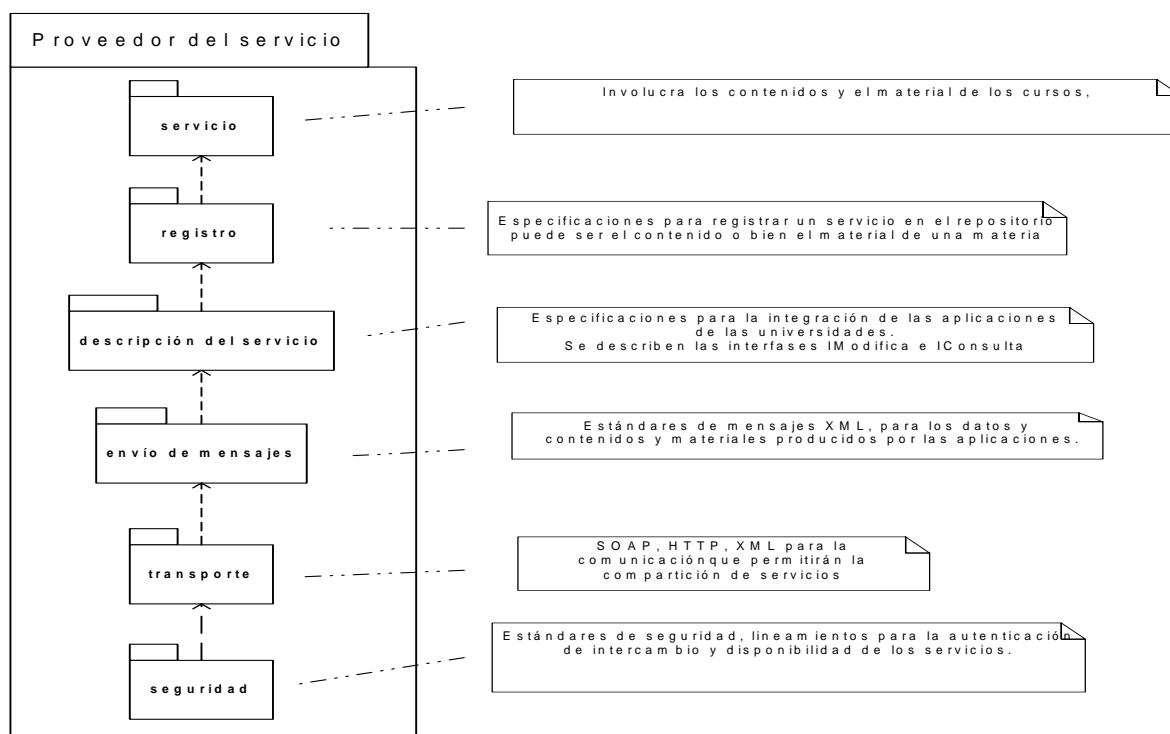 Proveedor del servicio
servicio
Involucra los contenidos y el material de los cursos,
registro
Especificaciones para registrar un servicio en el repositorio
puede ser el contenido o bien el material de una materia
descripción del servicio
Especificaciones para la integración de las aplicaciones
de las universidades.
Se describen las interfases IModifica e IConsulta
envío de mensajes
Estándares de mensajes XML, para los datos y
contenidos y materiales producidos por las aplicaciones.
transporte
SOAP, HTTP, XML para la
comunicaciónque permitirán la
compartición de servicios
seguridad
Estándares de seguridad, lineamientos para la autenticación
de intercambio y disponibilidad de los servicios.